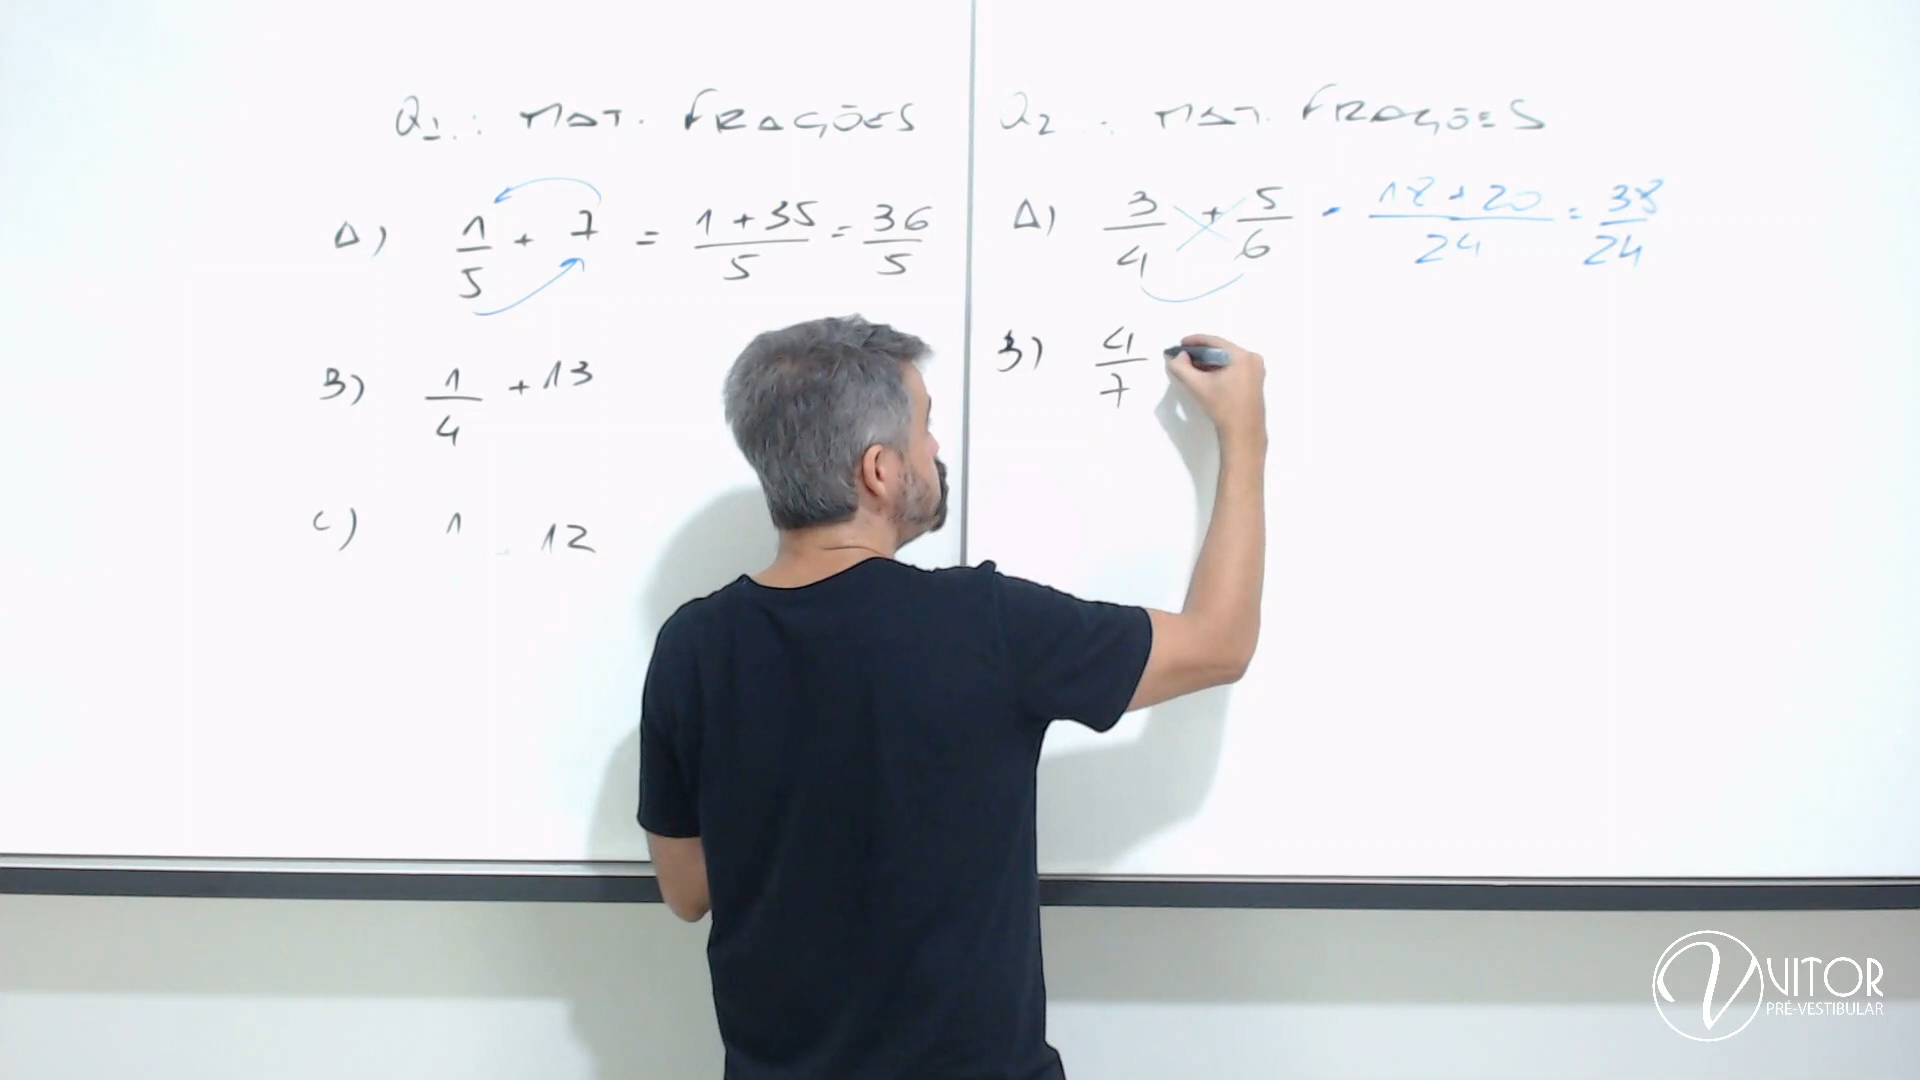 Q1: MAT. FRAÇÕES
A) 1/5 + 7 = (1 + 35)/5 = 36/5
B) 1/4 + 13
C) 1 12
Q2: MAT. FRAÇÕES
A) 3/4 + 5/6 = (18 + 20)/24 = 38/24
B) 4/7
VITOR
PRÉ-VESTIBULAR